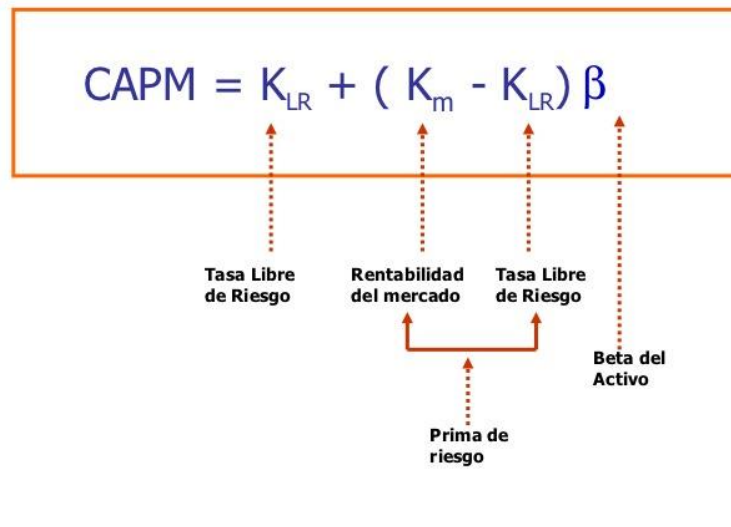 CAPM = K_LR + ( K_m - K_LR) β
Tasa Libre
de Riesgo
Rentabilidad
del mercado
Tasa Libre
de Riesgo
Beta del
Activo
Prima de
riesgo